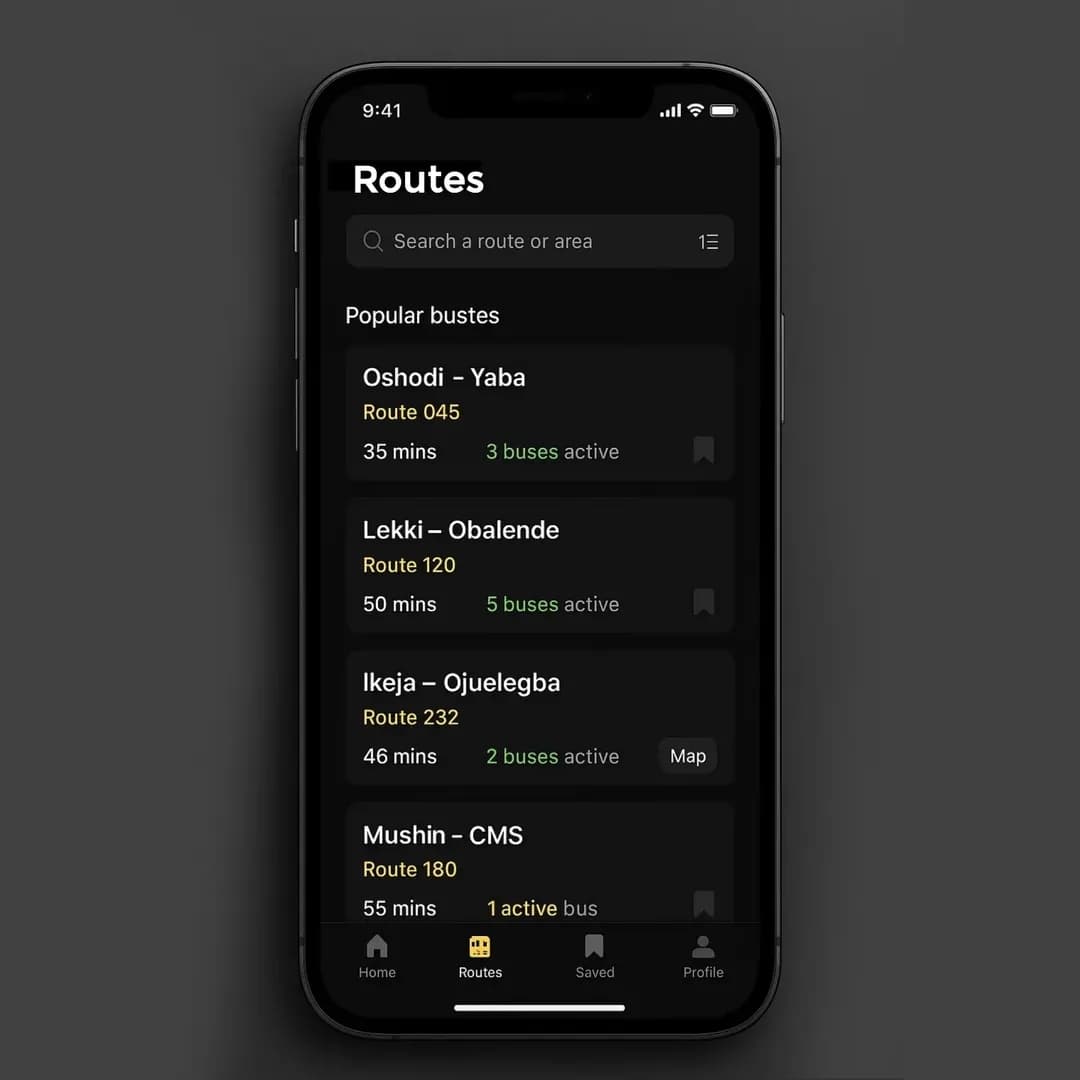 9:41
Routes
Search a route or area
Popular bustes
Oshodi - Yaba
Route 045
35 mins 3 buses active
Lekki – Obalende
Route 120
50 mins 5 buses active
Ikeja – Ojuelegba
Route 232
46 mins 2 buses active Map
Mushin - CMS
Route 180
55 mins 1 active bus
Home Routes Saved Profile